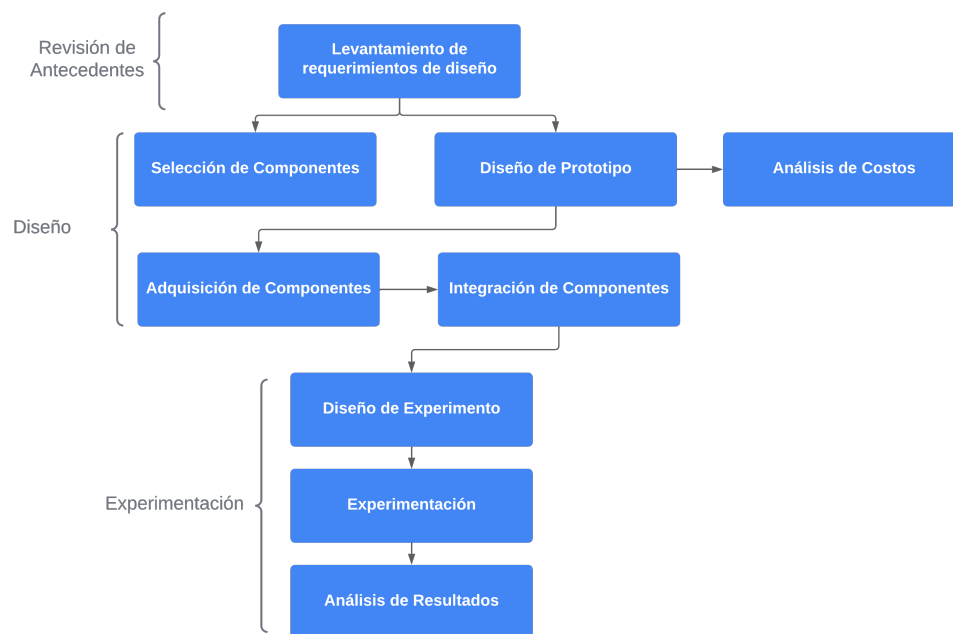 Revisión de
Antecedentes
Levantamiento de
requerimientos de diseño
Diseño
Selección de Componentes
Diseño de Prototipo
Análisis de Costos
Adquisición de Componentes
Integración de Componentes
Experimentación
Diseño de Experimento
Experimentación
Análisis de Resultados